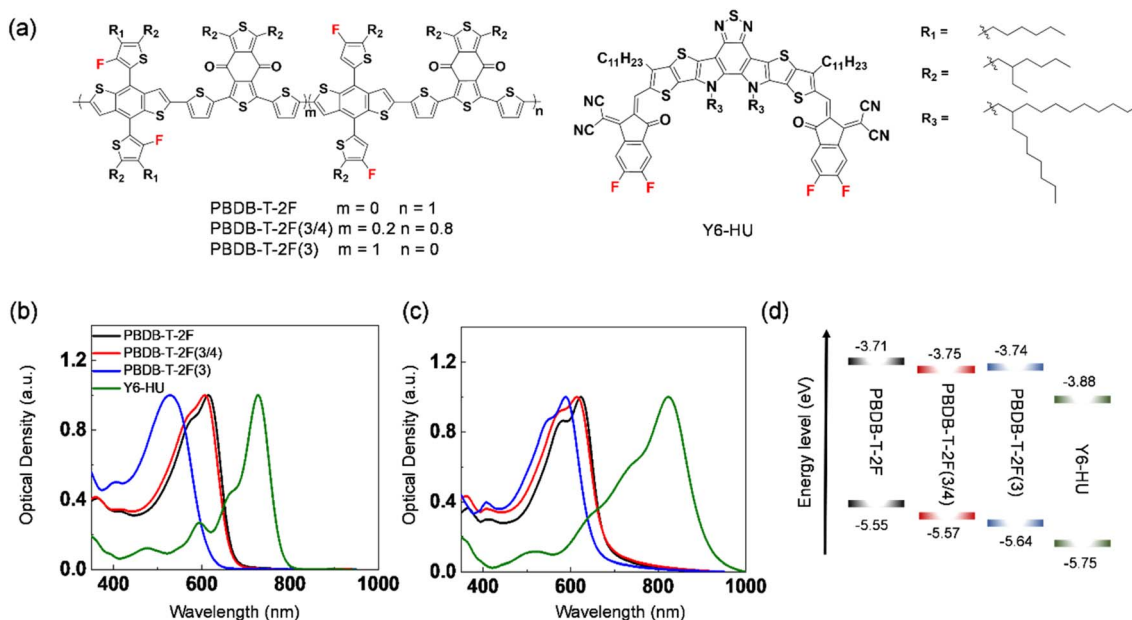 (a)
R1 R2
S
F
R2 S R2
O O
S S
S S S
F
S
R2 R1
F R2
S
R2 S R2
O O
S S
m
S S S
n
S
R2 F
PBDB-T-2F m = 0 n = 1
PBDB-T-2F(3/4) m = 0.2 n = 0.8
PBDB-T-2F(3) m = 1 n = 0
S
N N
S S
C11H23 C11H23
S N N S
R3 R3
NC CN
NC O O CN
F F F F
Y6-HU
R1 =
R2 =
R3 =
(b)
PBDB-T-2F
PBDB-T-2F(3/4)
PBDB-T-2F(3)
Y6-HU
Optical Density (a.u.)
1.2
0.8
0.4
0.0
400 600 800 1000
Wavelength (nm)
(c)
Optical Density (a.u.)
1.2
0.8
0.4
0.0
400 600 800 1000
Wavelength (nm)
(d)
Energy level (eV)
-3.71
PBDB-T-2F
-5.55
-3.75
PBDB-T-2F(3/4)
-5.57
-3.74
PBDB-T-2F(3)
-5.64
-3.88
Y6-HU
-5.75